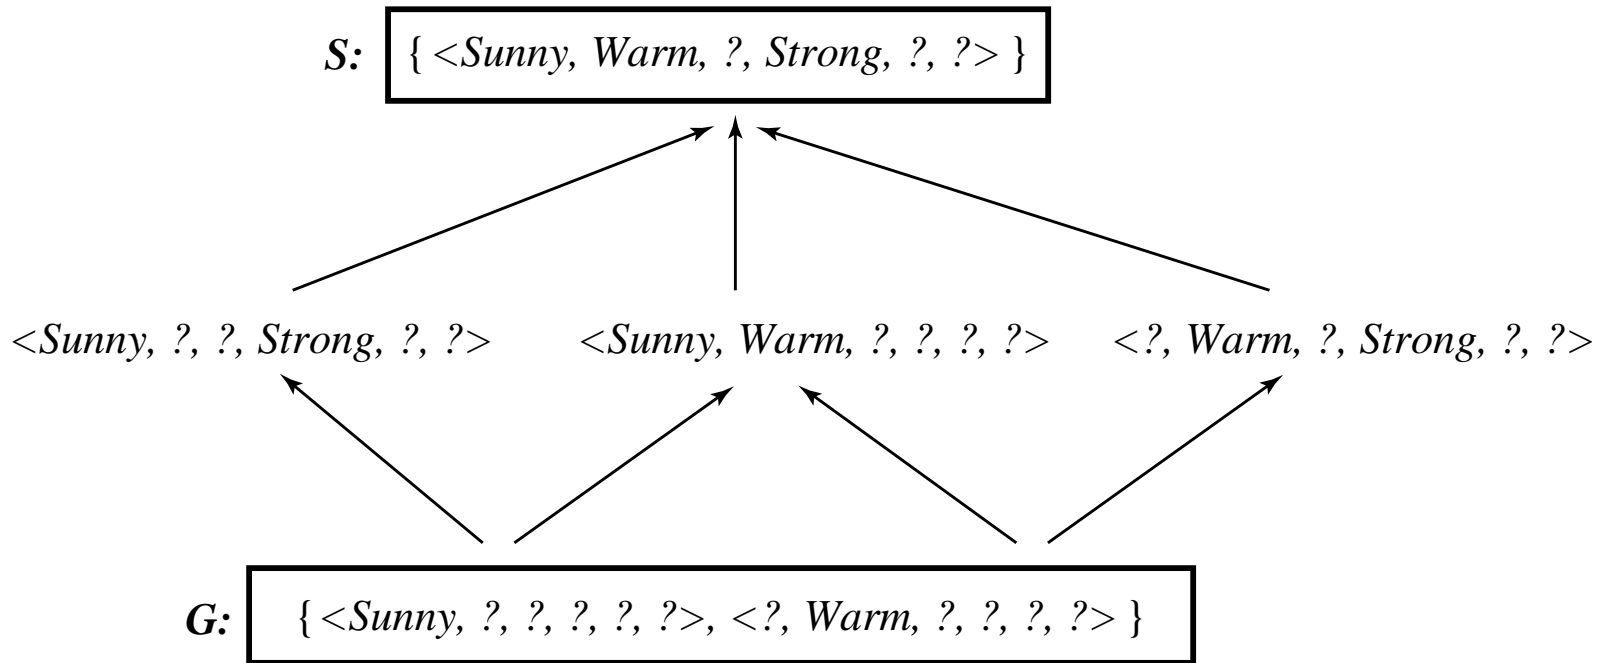 S: { <Sunny, Warm, ?, Strong, ?, ?> }
<Sunny, ?, ?, Strong, ?, ?> <Sunny, Warm, ?, ?, ?, ?> <?, Warm, ?, Strong, ?, ?>
G: { <Sunny, ?, ?, ?, ?, ?>, <?, Warm, ?, ?, ?, ?> }